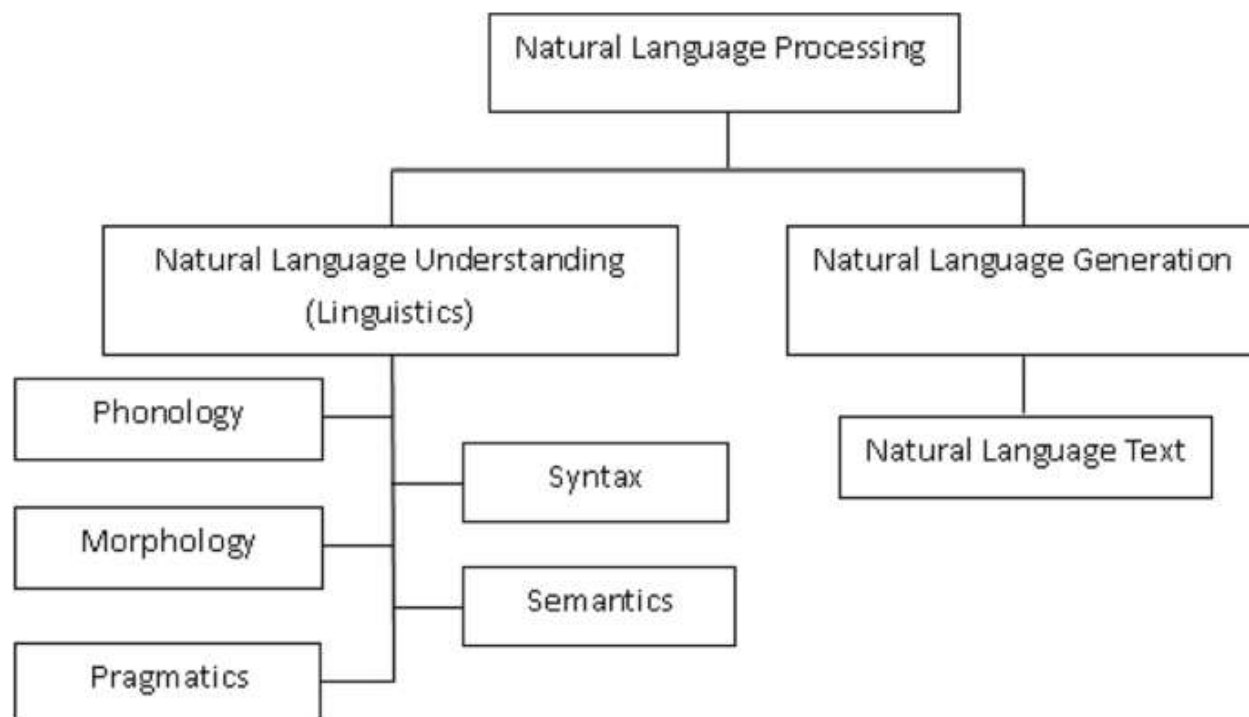 Natural Language Processing
Natural Language Understanding
(Linguistics)
Natural Language Generation
Phonology
Natural Language Text
Syntax
Morphology
Semantics
Pragmatics